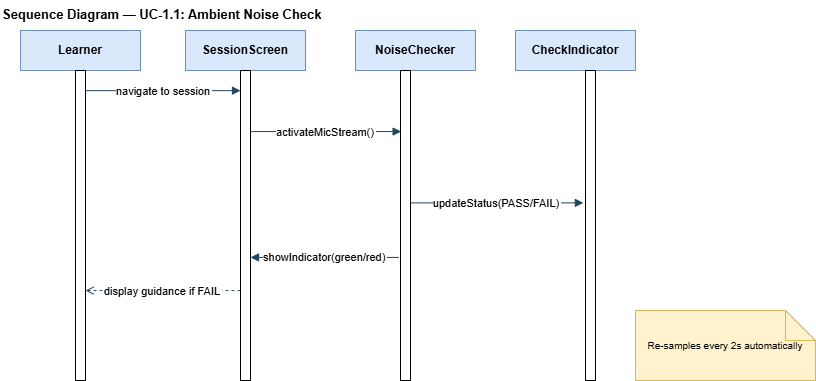 Sequence Diagram — UC-1.1: Ambient Noise Check
Learner
SessionScreen
NoiseChecker
CheckIndicator
navigate to session
activateMicStream()
updateStatus(PASS/FAIL)
showIndicator(green/red)
display guidance if FAIL
Re-samples every 2s automatically